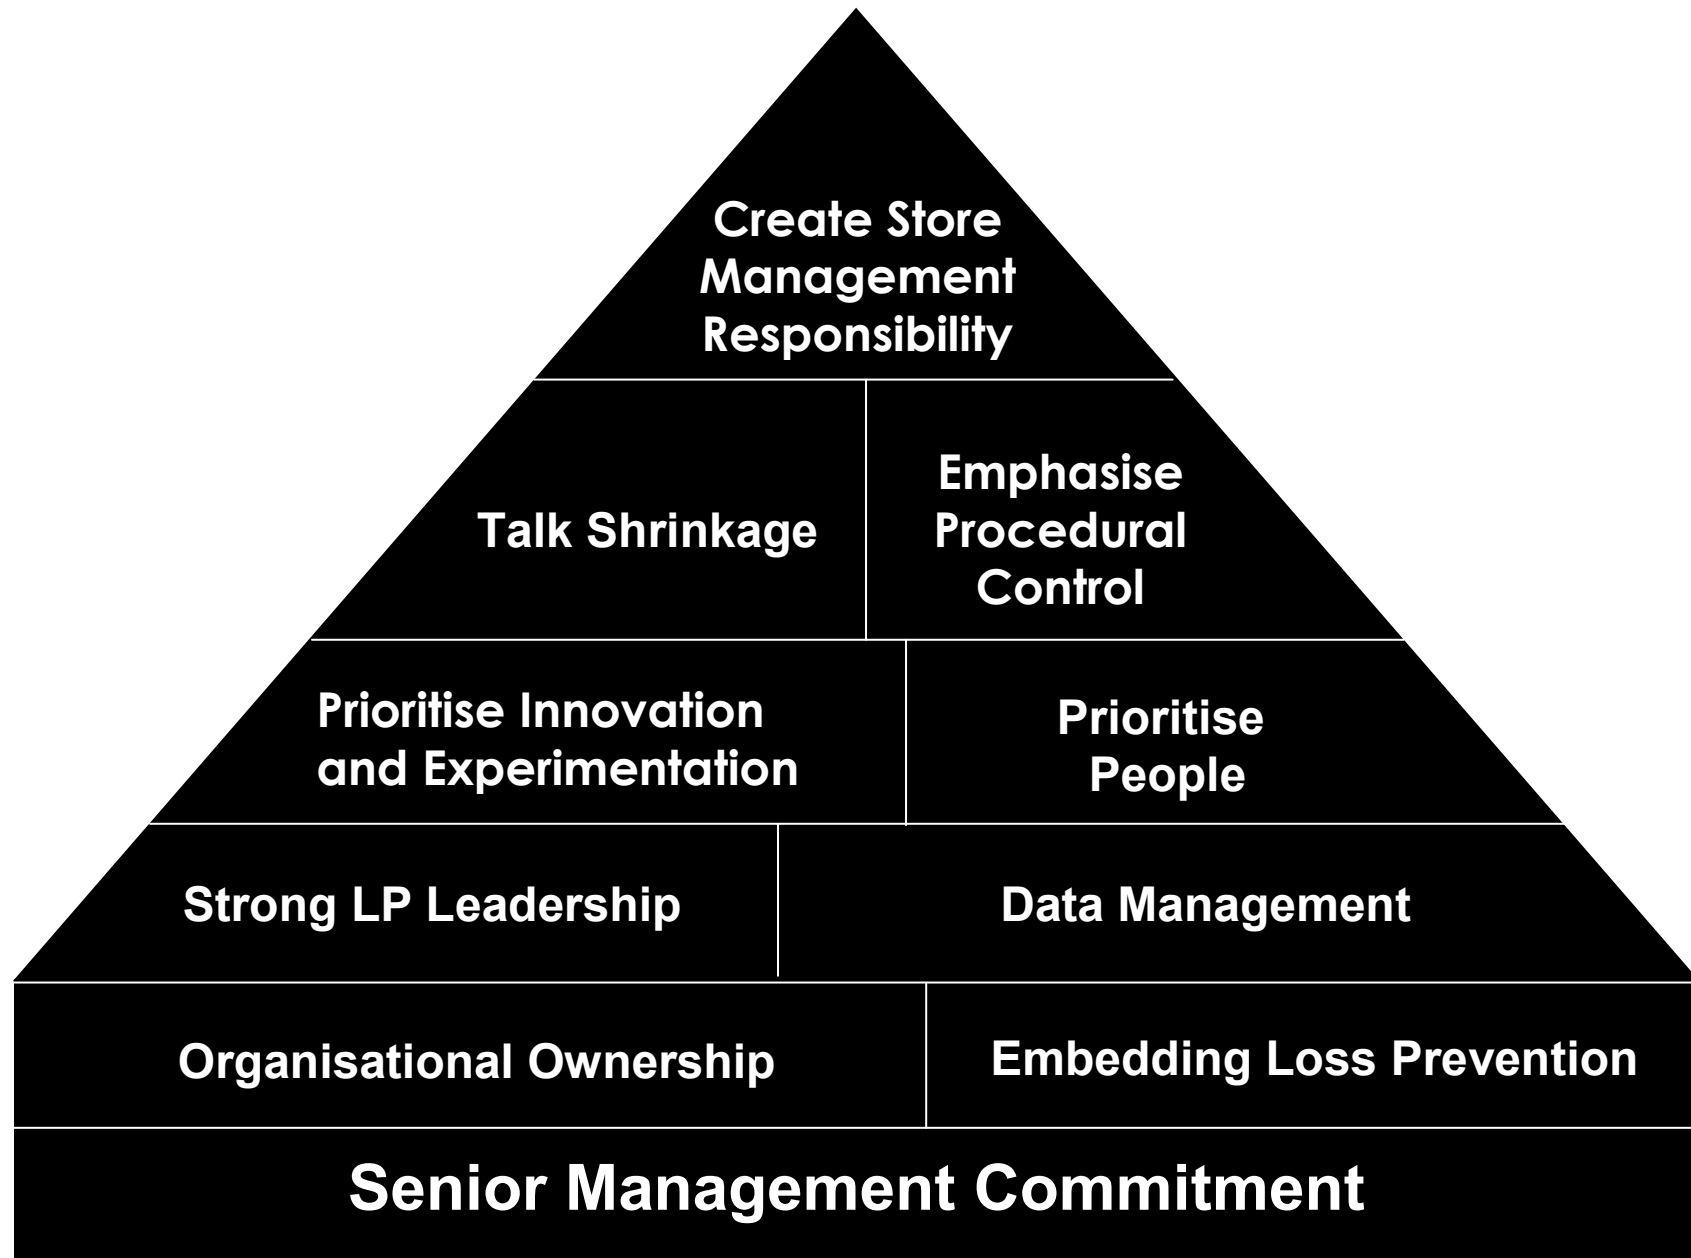 Create Store
Management
Responsibility
Talk Shrinkage
Emphasise
Procedural
Control
Prioritise Innovation
and Experimentation
Prioritise
People
Strong LP Leadership
Data Management
Organisational Ownership
Embedding Loss Prevention
Senior Management Commitment